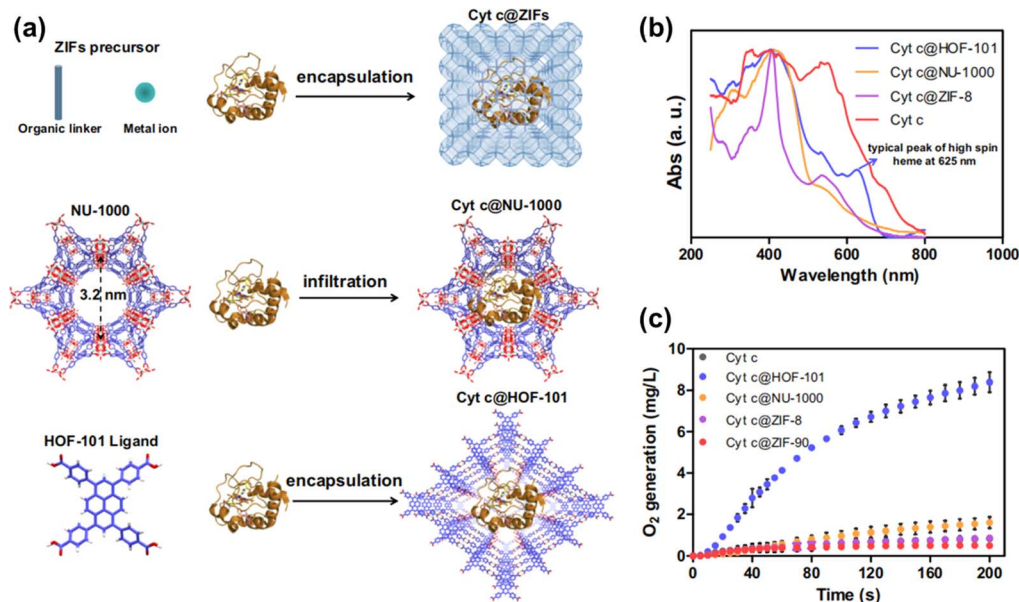 (a)
ZIFs precursor
Organic linker
Metal ion
encapsulation
Cyt c@ZIFs
NU-1000
3.2 nm
infiltration
Cyt c@NU-1000
HOF-101 Ligand
encapsulation
Cyt c@HOF-101
(b)
Abs (a. u.)
Cyt c@HOF-101
Cyt c@NU-1000
Cyt c@ZIF-8
Cyt c
typical peak of high spin
heme at 625 nm
200 400 600 800 1000
Wavelength (nm)
(c)
O2 generation (mg/L)
10
8
6
4
2
0
Cyt c
Cyt c@HOF-101
Cyt c@NU-1000
Cyt c@ZIF-8
Cyt c@ZIF-90
0 40 80 120 160 200
Time (s)